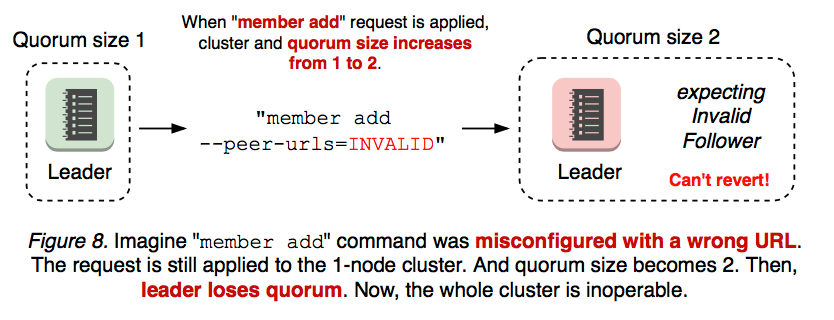 When "member add" request is applied,
cluster and quorum size increases
from 1 to 2.
Quorum size 1
Leader
"member add
--peer-urls=INVALID"
Quorum size 2
Leader
expecting
Invalid
Follower
Can't revert!
Figure 8. Imagine "member add" command was misconfigured with a wrong URL.
The request is still applied to the 1-node cluster. And quorum size becomes 2. Then,
leader loses quorum. Now, the whole cluster is inoperable.